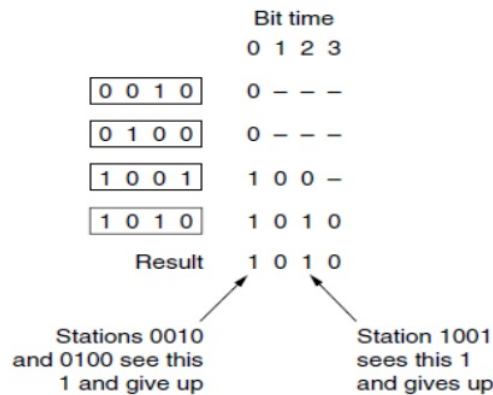 Bit time
0 1 2 3
0 0 1 0 0 – – –
0 1 0 0 0 – – –
1 0 0 1 1 0 0 –
1 0 1 0 1 0 1 0
Result 1 0 1 0
Stations 0010
and 0100 see this
1 and give up
Station 1001
sees this 1
and gives up